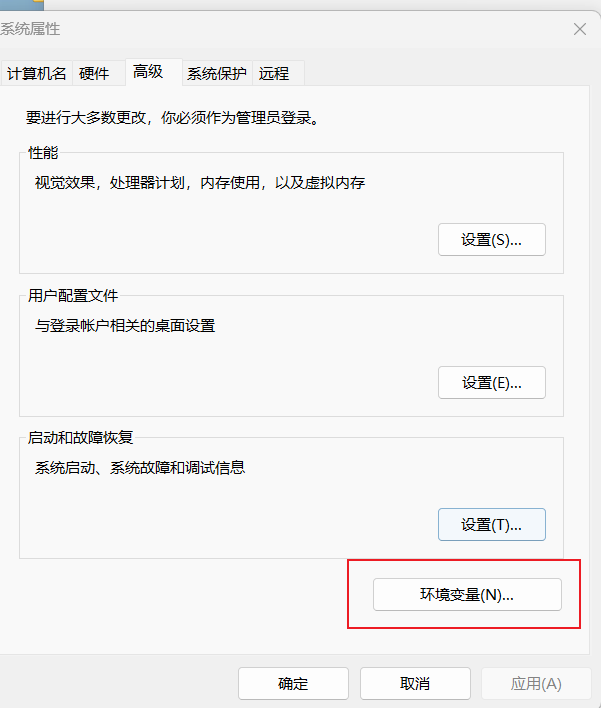 系统属性
计算机名 硬件 高级 系统保护 远程
要进行大多数更改，你必须作为管理员登录。
性能
视觉效果，处理器计划，内存使用，以及虚拟内存
设置(S)...
用户配置文件
与登录帐户相关的桌面设置
设置(E)...
启动和故障恢复
系统启动、系统故障和调试信息
设置(T)...
环境变量(N)...
确定 取消 应用(A)